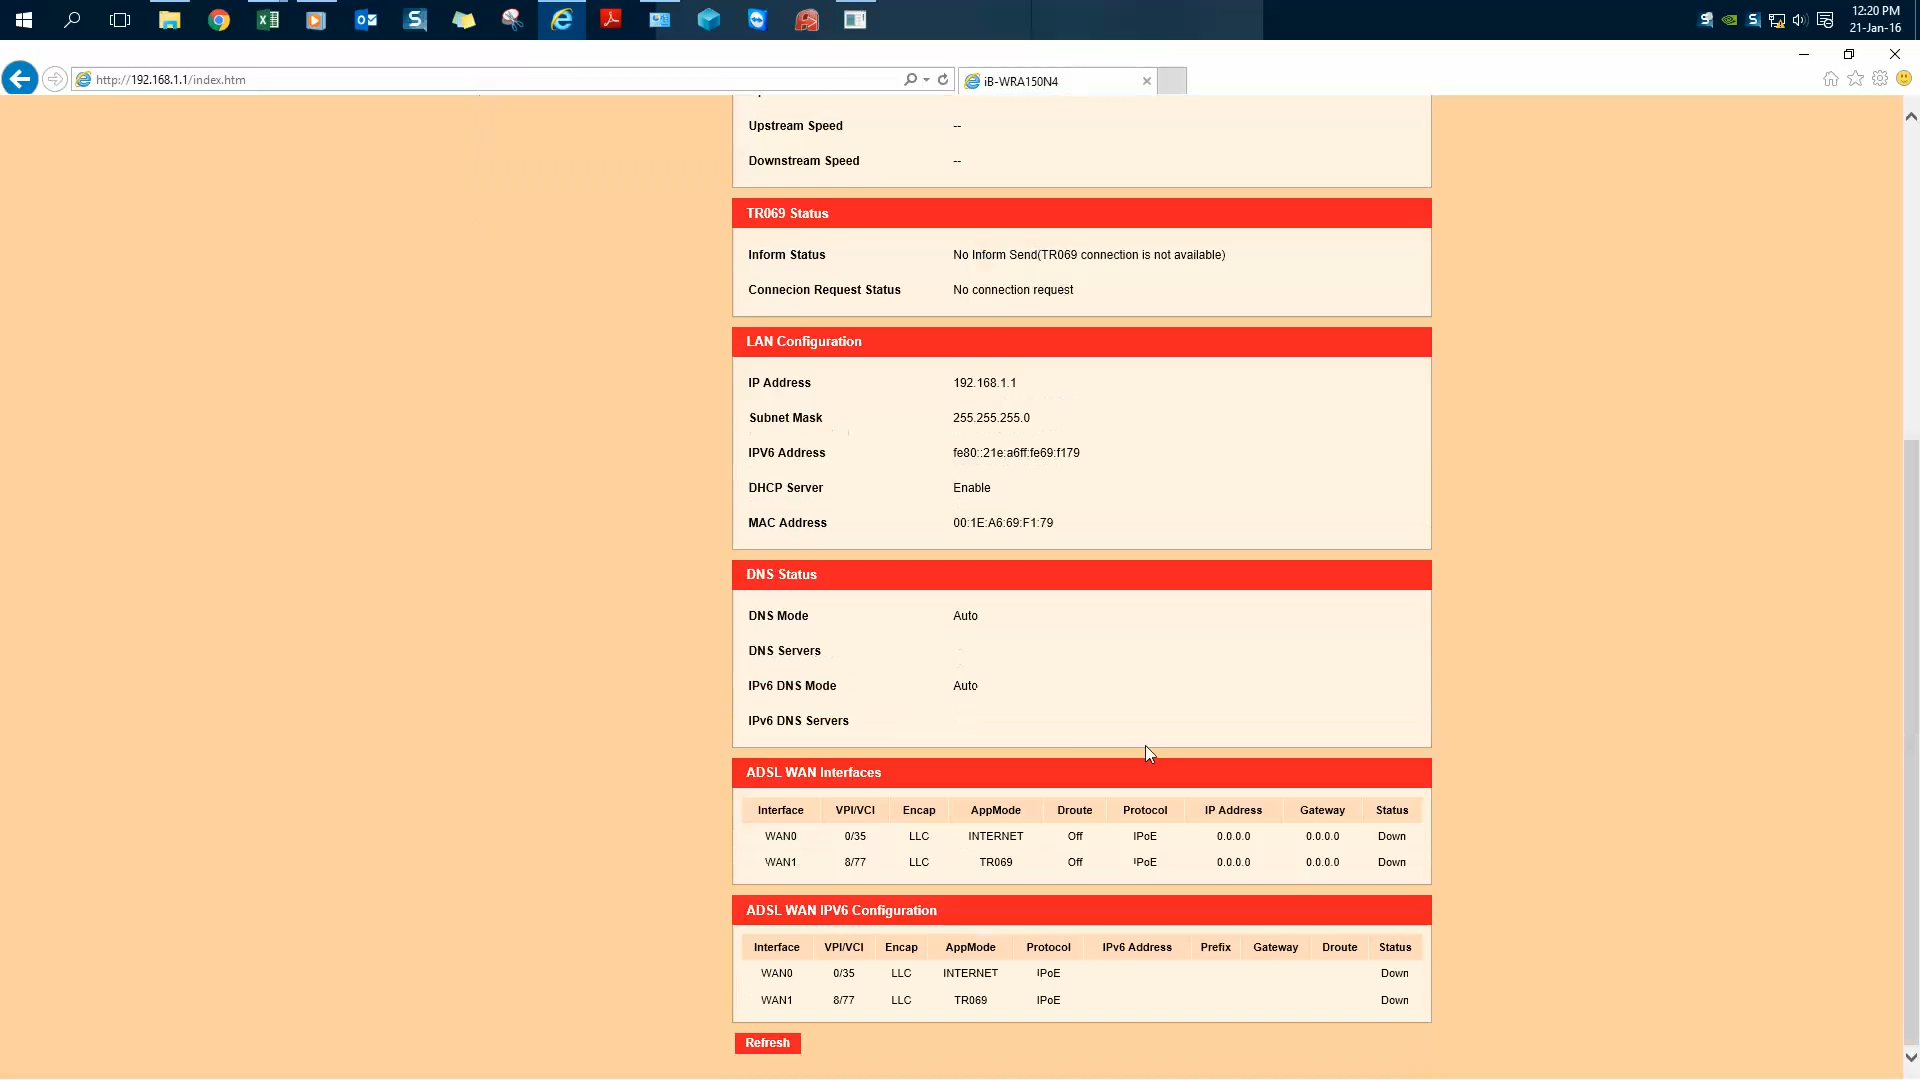 12:20 PM
21-Jan-16
http://192.168.1.1/index.htm
iB-WRA150N4
Upstream Speed --
Downstream Speed --
TR069 Status
Inform Status No Inform Send(TR069 connection is not available)
Connecion Request Status No connection request
LAN Configuration
IP Address 192.168.1.1
Subnet Mask 255.255.255.0
IPV6 Address fe80::21e:a6ff:fe69:f179
DHCP Server Enable
MAC Address 00:1E:A6:69:F1:79
DNS Status
DNS Mode Auto
DNS Servers
IPv6 DNS Mode Auto
IPv6 DNS Servers
ADSL WAN Interfaces
Interface VPI/VCI Encap AppMode Droute Protocol IP Address Gateway Status
WAN0 0/35 LLC INTERNET Off IPoE 0.0.0.0 0.0.0.0 Down
WAN1 8/77 LLC TR069 Off IPoE 0.0.0.0 0.0.0.0 Down
ADSL WAN IPV6 Configuration
Interface VPI/VCI Encap AppMode Protocol IPv6 Address Prefix Gateway Droute Status
WAN0 0/35 LLC INTERNET IPoE Down
WAN1 8/77 LLC TR069 IPoE Down
Refresh